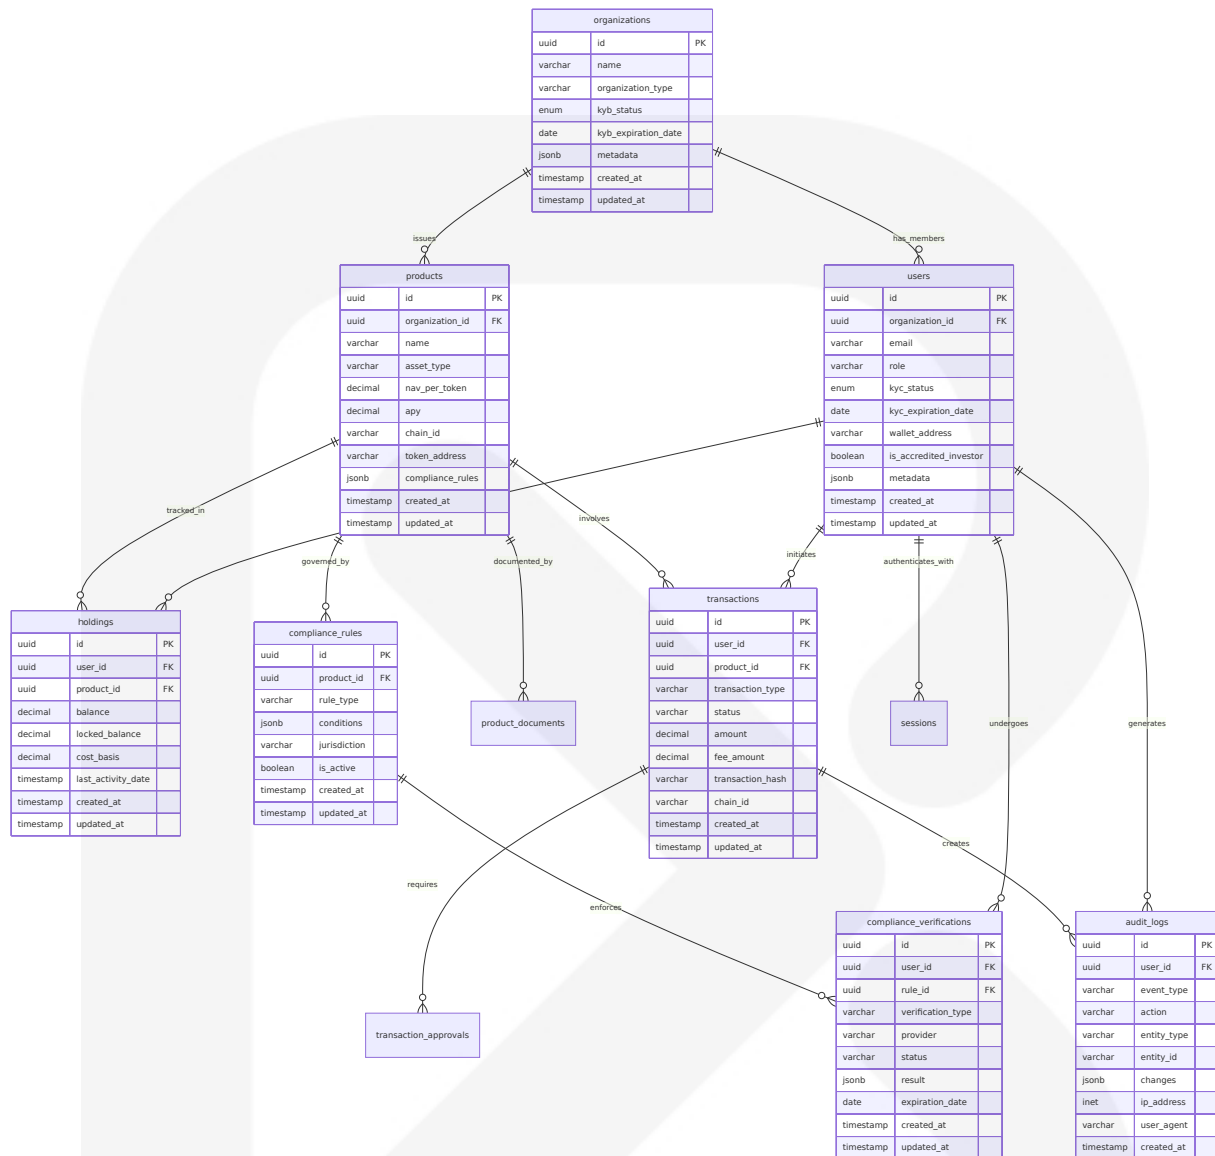 organizations
uuid id PK
varchar name
varchar organization_type
enum kyb_status
date kyb_expiration_date
jsonb metadata
timestamp created_at
timestamp updated_at
issues
has_members
products
uuid id PK
uuid organization_id FK
varchar name
varchar asset_type
decimal nav_per_token
decimal apy
varchar chain_id
varchar token_address
jsonb compliance_rules
timestamp created_at
timestamp updated_at
users
uuid id PK
uuid organization_id FK
varchar email
varchar role
enum kyc_status
date kyc_expiration_date
varchar wallet_address
boolean is_accredited_investor
jsonb metadata
timestamp created_at
timestamp updated_at
tracked_in
involves
initiates
governed_by
documented_by
authenticates_with
holdings
uuid id PK
uuid user_id FK
uuid product_id FK
decimal balance
decimal locked_balance
decimal cost_basis
timestamp last_activity_date
timestamp created_at
timestamp updated_at
compliance_rules
uuid id PK
uuid product_id FK
varchar rule_type
jsonb conditions
varchar jurisdiction
boolean is_active
timestamp created_at
timestamp updated_at
product_documents
transactions
uuid id PK
uuid user_id FK
uuid product_id FK
varchar transaction_type
varchar status
decimal amount
decimal fee_amount
varchar transaction_hash
varchar chain_id
timestamp created_at
timestamp updated_at
sessions
undergoes
generates
creates
requires
enforces
transaction_approvals
compliance_verifications
uuid id PK
uuid user_id FK
uuid rule_id FK
varchar verification_type
varchar provider
varchar status
jsonb result
date expiration_date
timestamp created_at
timestamp updated_at
audit_logs
uuid id PK
uuid user_id FK
varchar event_type
varchar action
varchar entity_type
varchar entity_id
jsonb changes
inet ip_address
varchar user_agent
timestamp created_at